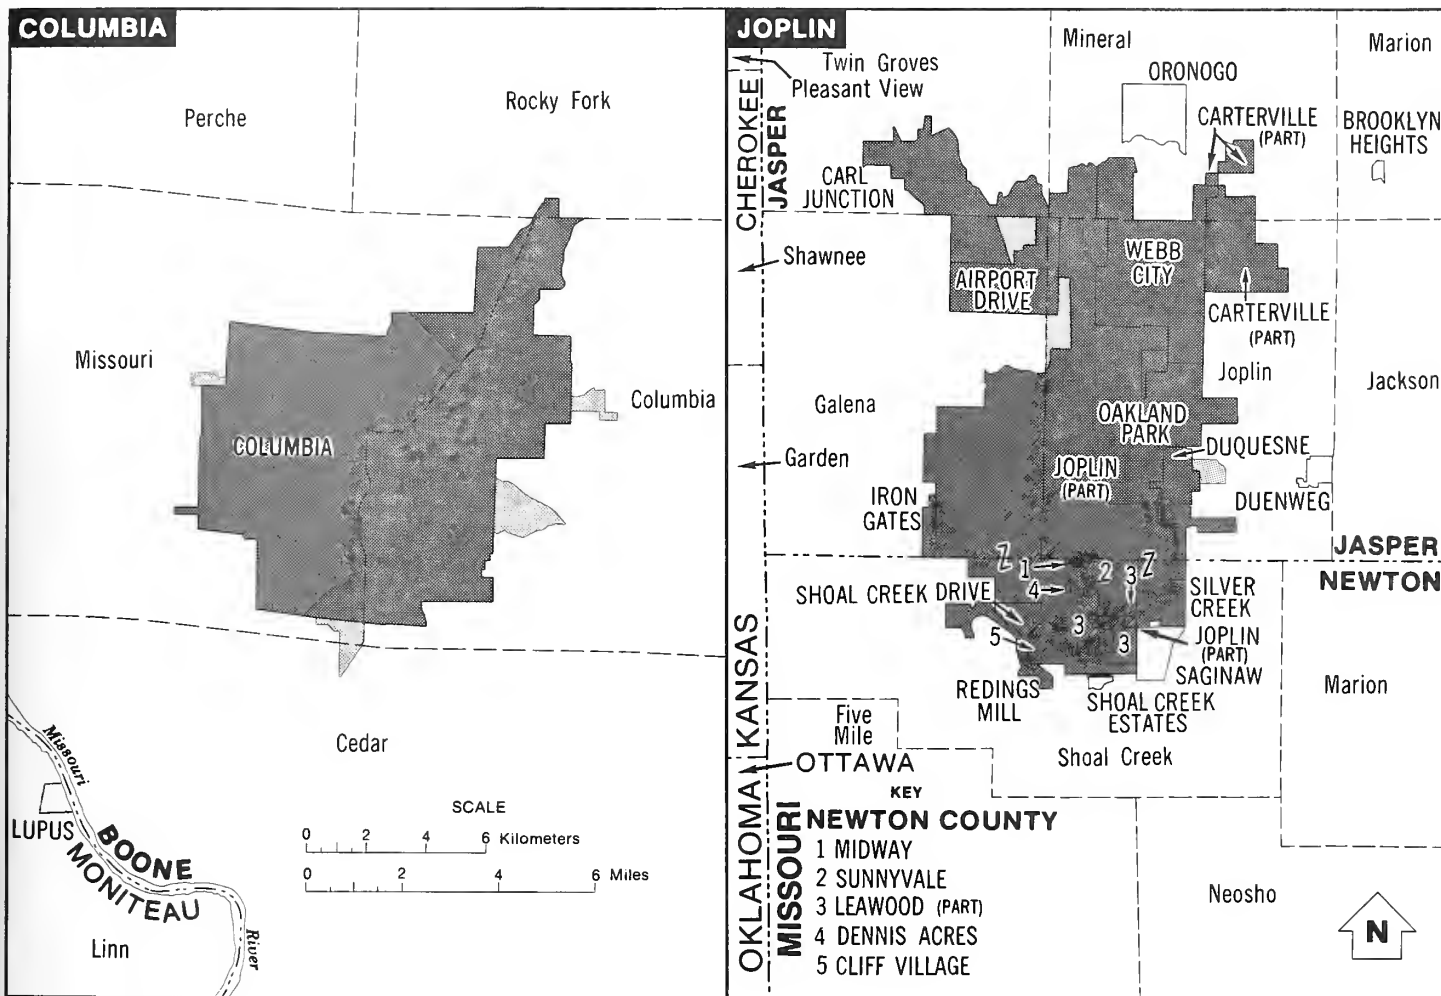 COLUMBIA
Perche
Rocky Fork
Missouri
Columbia
COLUMBIA
Cedar
Missouri
LUPUS
BOONE
MONITEAU
Linn
River
SCALE
0 2 4 6 Kilometers
0 2 4 6 Miles
JOPLIN
Twin Groves
Pleasant View
Mineral
Marion
ORONOGO
CARTERVILLE
(PART)
BROOKLYN
HEIGHTS
CHEROKEE
JASPER
CARL
JUNCTION
Shawnee
WEBB
CITY
AIRPORT
DRIVE
CARTERVILLE
(PART)
Joplin
Jackson
Galena
OAKLAND
PARK
DUQUESNE
Garden
JOPLIN
(PART)
IRON
GATES
DUENWEG
JASPER
NEWTON
1
2
3
4
SHOAL CREEK DRIVE
SILVER
CREEK
3
3
5
JOPLIN
(PART)
SAGINAW
REDINGS
MILL
SHOAL CREEK
ESTATES
Marion
KANSAS
Five
Mile
Shoal Creek
OTTAWA
OKLAHOMA
MISSOURI
KEY
NEWTON COUNTY
1 MIDWAY
2 SUNNYVALE
3 LEAWOOD (PART)
4 DENNIS ACRES
5 CLIFF VILLAGE
Neosho
N